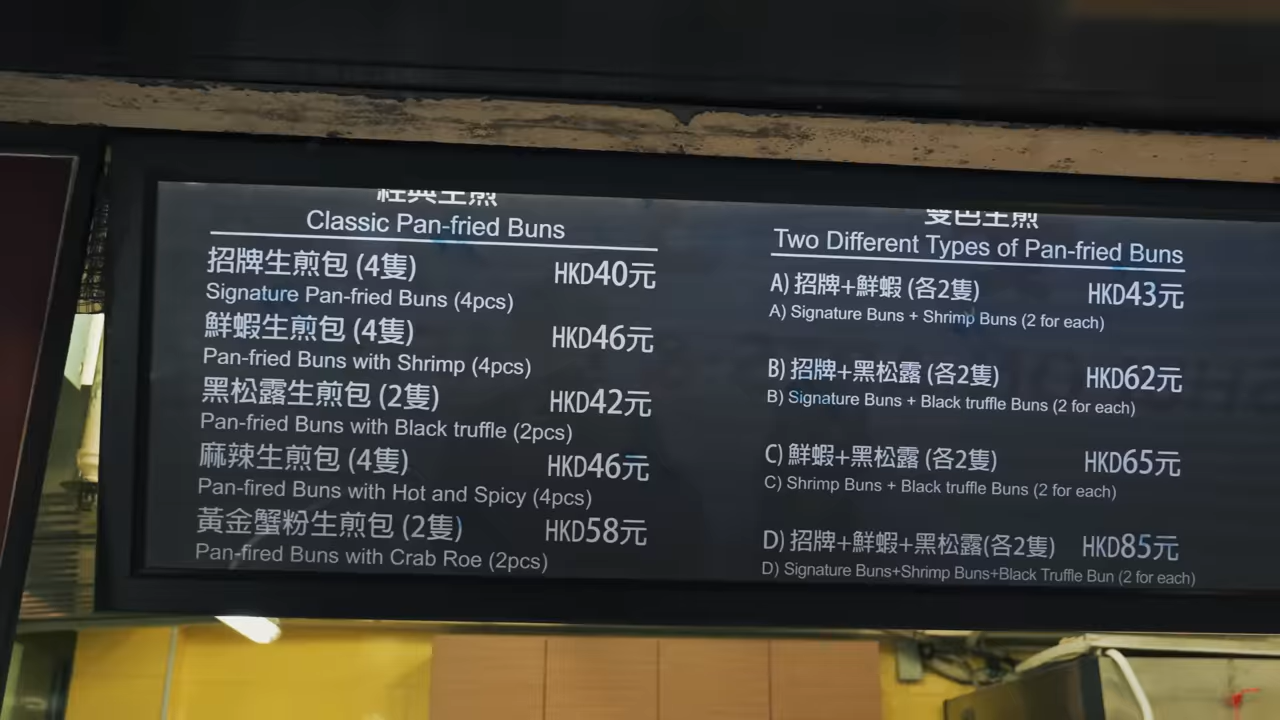 經典生煎
Classic Pan-fried Buns
招牌生煎包 (4隻) HKD40元
Signature Pan-fried Buns (4pcs)
鮮蝦生煎包 (4隻) HKD46元
Pan-fried Buns with Shrimp (4pcs)
黑松露生煎包 (2隻) HKD42元
Pan-fried Buns with Black truffle (2pcs)
麻辣生煎包 (4隻) HKD46元
Pan-fired Buns with Hot and Spicy (4pcs)
黃金蟹粉生煎包 (2隻) HKD58元
Pan-fired Buns with Crab Roe (2pcs)
雙色生煎
Two Different Types of Pan-fried Buns
A) 招牌+鮮蝦 (各2隻) HKD43元
A) Signature Buns + Shrimp Buns (2 for each)
B) 招牌+黑松露 (各2隻) HKD62元
B) Signature Buns + Black truffle Buns (2 for each)
C) 鮮蝦+黑松露 (各2隻) HKD65元
C) Shrimp Buns + Black truffle Buns (2 for each)
D) 招牌+鮮蝦+黑松露(各2隻) HKD85元
D) Signature Buns+Shrimp Buns+Black Truffle Bun (2 for each)